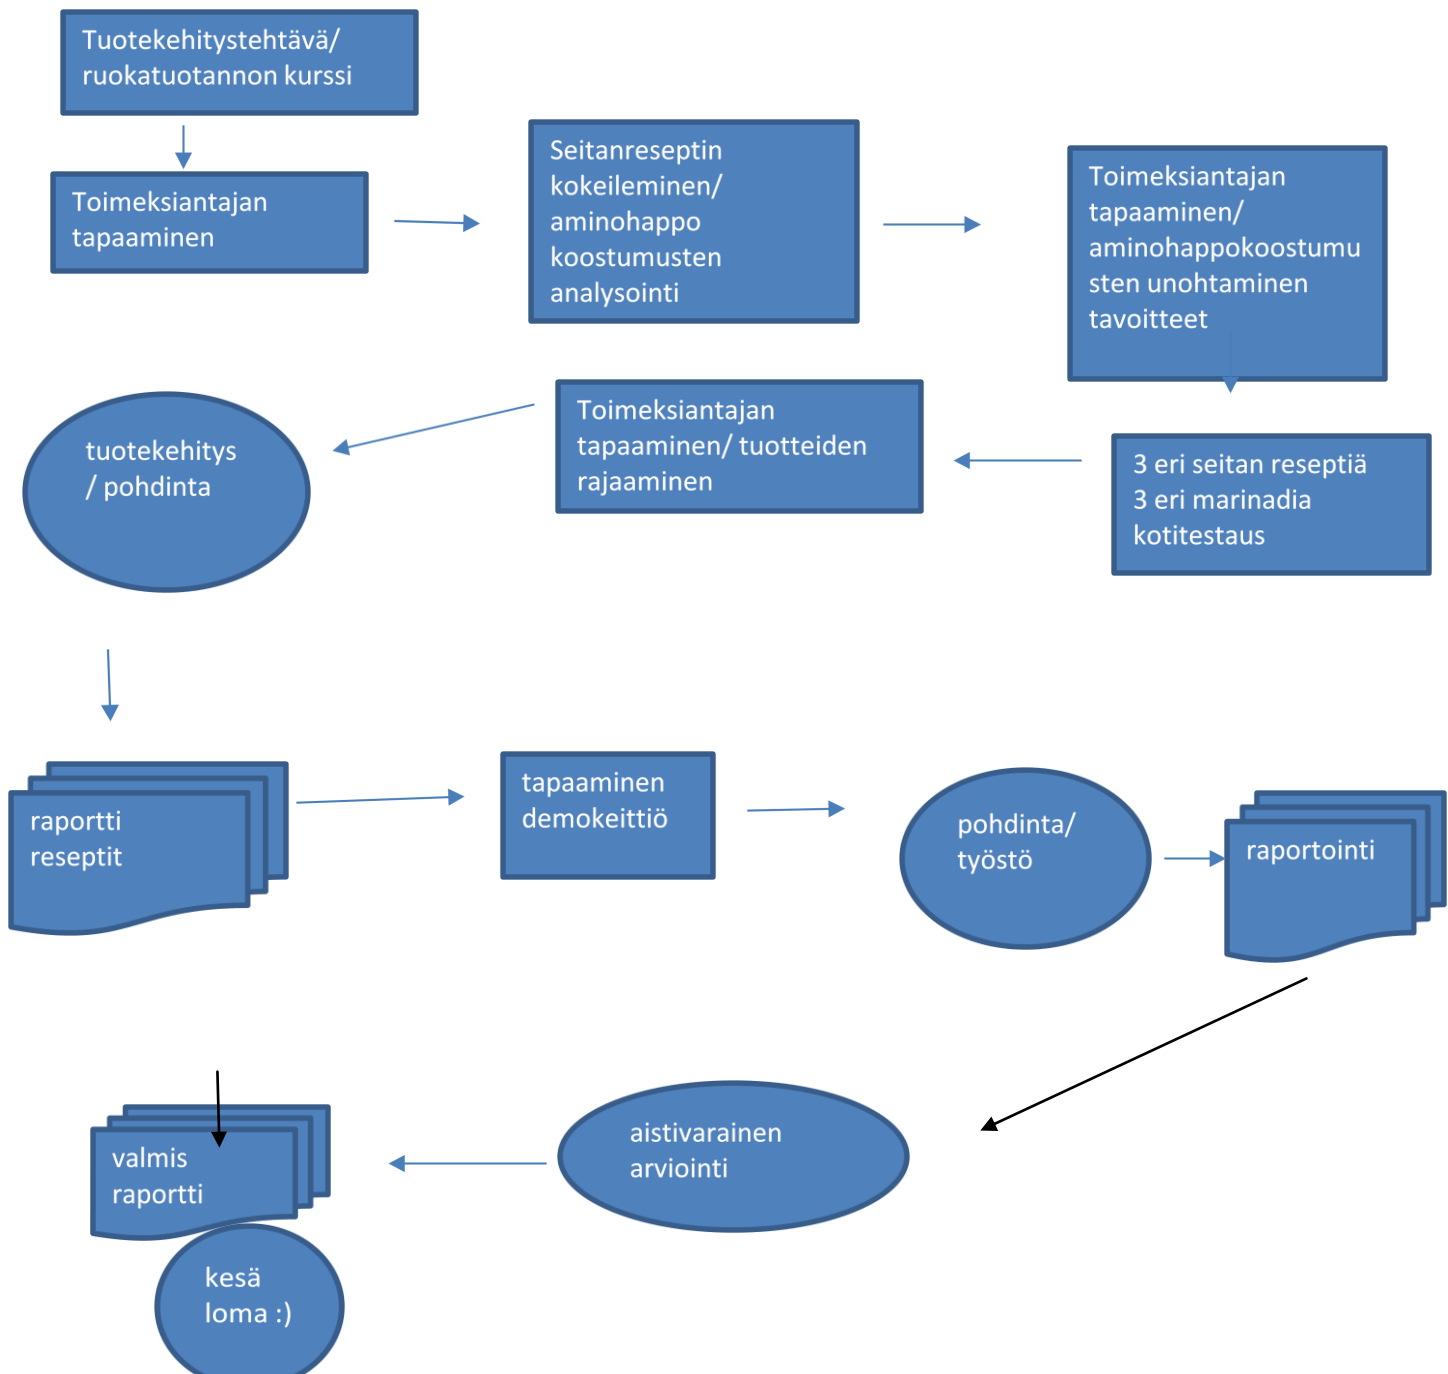 Tuotekehitystehtävä/
ruokatuotannon kurssi
Toimeksiantajan
tapaaminen
Seitanreseptin
kokeileminen/
aminohappo
koostumusten
analysointi
Toimeksiantajan
tapaaminen/
aminohappokoostumu
sten unohtaminen
tavoitteet
3 eri seitan reseptiä
3 eri marinadia
kotitestaus
Toimeksiantajan
tapaaminen/ tuotteiden
rajaaminen
tuotekehitys
/ pohdinta
raportti
reseptit
tapaaminen
demokeittiö
pohdinta/
työstö
raportointi
aistivarainen
arviointi
valmis
raportti
kesä
loma :)